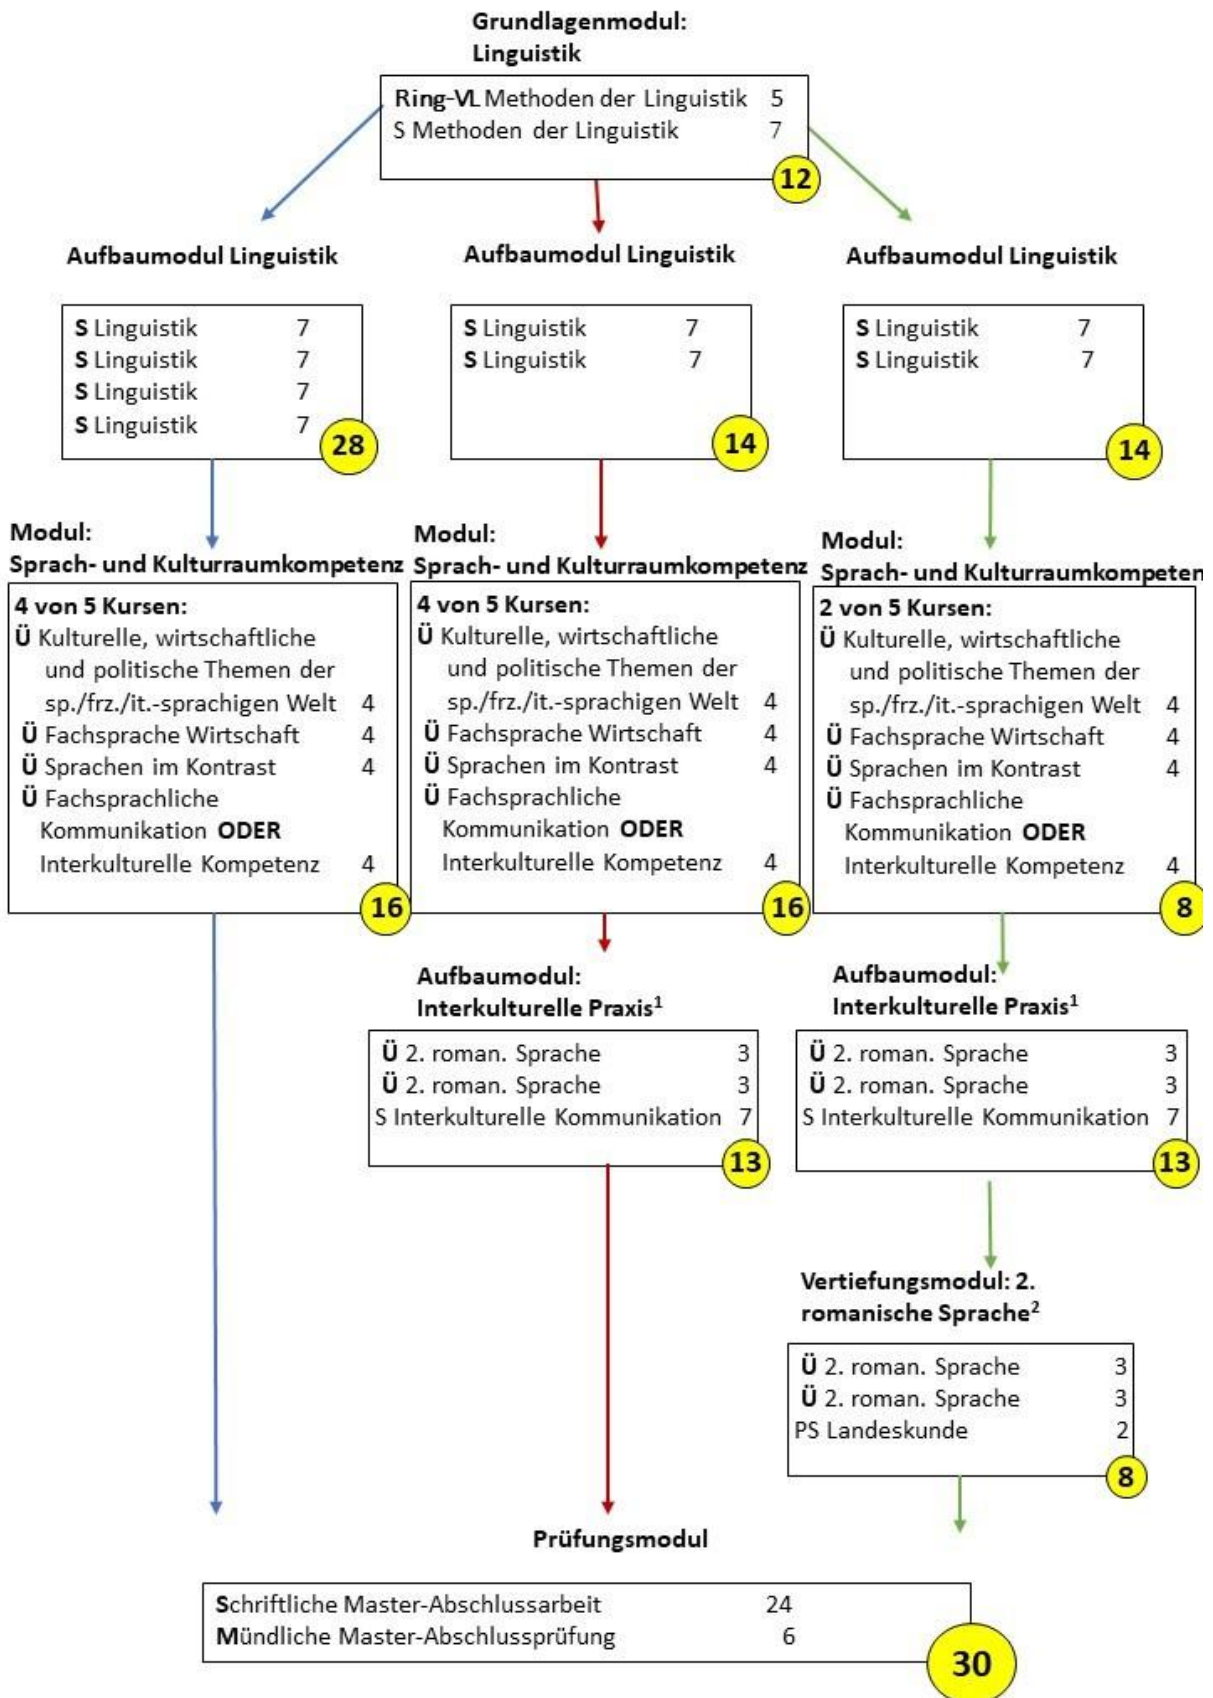 Grundlagenmodul:
Linguistik
Ring-VL Methoden der Linguistik 5
S Methoden der Linguistik 7
12
Aufbaumodul Linguistik
S Linguistik 7
S Linguistik 7
S Linguistik 7
S Linguistik 7
28
Aufbaumodul Linguistik
S Linguistik 7
S Linguistik 7
14
Aufbaumodul Linguistik
S Linguistik 7
S Linguistik 7
14
Modul:
Sprach- und Kulturraumkompetenz
4 von 5 Kursen:
Ü Kulturelle, wirtschaftliche
und politische Themen der
sp./frz./it.-sprachigen Welt 4
Ü Fachsprache Wirtschaft 4
Ü Sprachen im Kontrast 4
Ü Fachsprachliche
Kommunikation ODER
Interkulturelle Kompetenz 4
16
Modul:
Sprach- und Kulturraumkompetenz
4 von 5 Kursen:
Ü Kulturelle, wirtschaftliche
und politische Themen der
sp./frz./it.-sprachigen Welt 4
Ü Fachsprache Wirtschaft 4
Ü Sprachen im Kontrast 4
Ü Fachsprachliche
Kommunikation ODER
Interkulturelle Kompetenz 4
16
Modul:
Sprach- und Kulturraumkompeten
2 von 5 Kursen:
Ü Kulturelle, wirtschaftliche
und politische Themen der
sp./frz./it.-sprachigen Welt 4
Ü Fachsprache Wirtschaft 4
Ü Sprachen im Kontrast 4
Ü Fachsprachliche
Kommunikation ODER
Interkulturelle Kompetenz 4
8
Aufbaumodul:
Interkulturelle Praxis¹
Ü 2. roman. Sprache 3
Ü 2. roman. Sprache 3
S Interkulturelle Kommunikation 7
13
Aufbaumodul:
Interkulturelle Praxis¹
Ü 2. roman. Sprache 3
Ü 2. roman. Sprache 3
S Interkulturelle Kommunikation 7
13
Vertiefungsmodul: 2.
romanische Sprache²
Ü 2. roman. Sprache 3
Ü 2. roman. Sprache 3
PS Landeskunde 2
8
Prüfungsmodul
Schriftliche Master-Abschlussarbeit 24
Mündliche Master-Abschlussprüfung 6
30